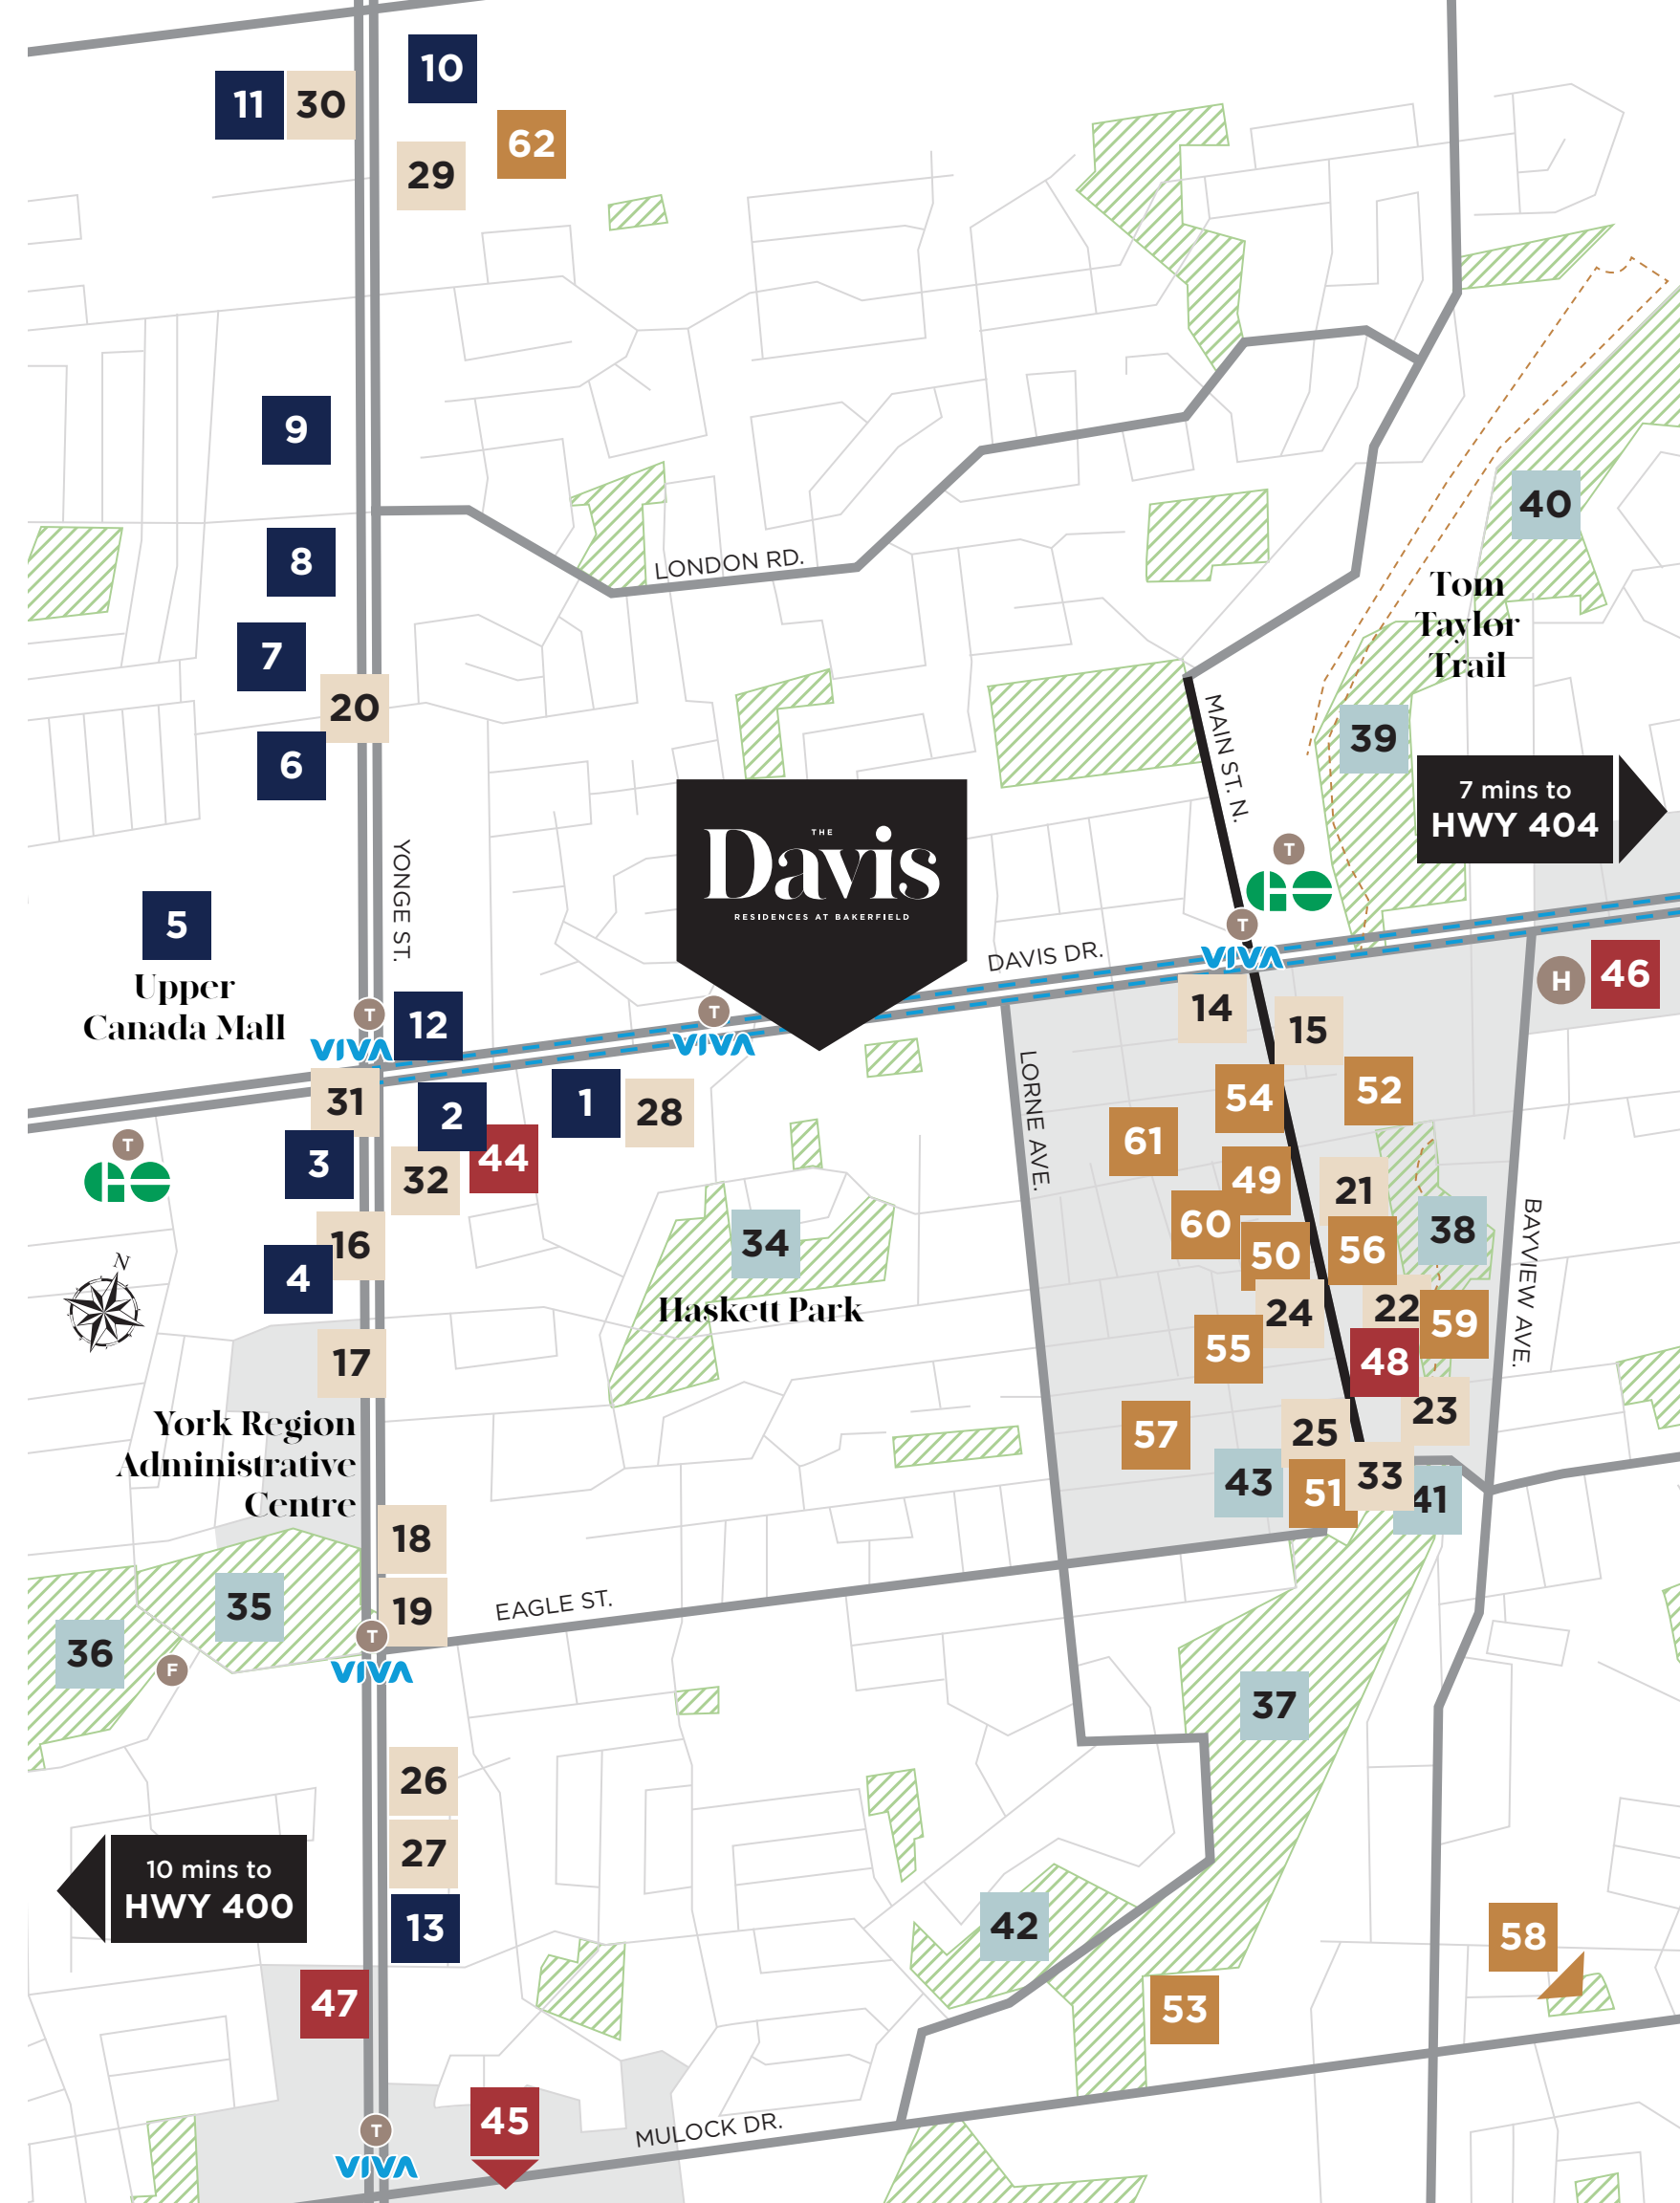 10
11
30
62
29
9
40
8
LONDON RD.
Tom
Taylor
Trail
7
20
MAIN ST. N.
39
6
7 mins to
HWY 404
THE
Davis
RESIDENCES AT BAKERFIELD
YONGE ST.
T
GO
5
T
VIVA
DAVIS DR.
H
46
Upper
Canada Mall
T
VIVA
12
T
VIVA
14
15
31
2
1
28
LORNE AVE.
54
52
T
GO
3
32
44
61
49
21
16
4
34
60
50
56
38
BAYVIEW AVE.
N
Haskett Park
24
22
59
17
55
48
York Region
Administrative
Centre
57
25
23
43
51
33
41
18
35
19
EAGLE ST.
36
F
T
VIVA
37
26
27
10 mins to
HWY 400
13
42
58
47
53
45
T
VIVA
MULOCK DR.